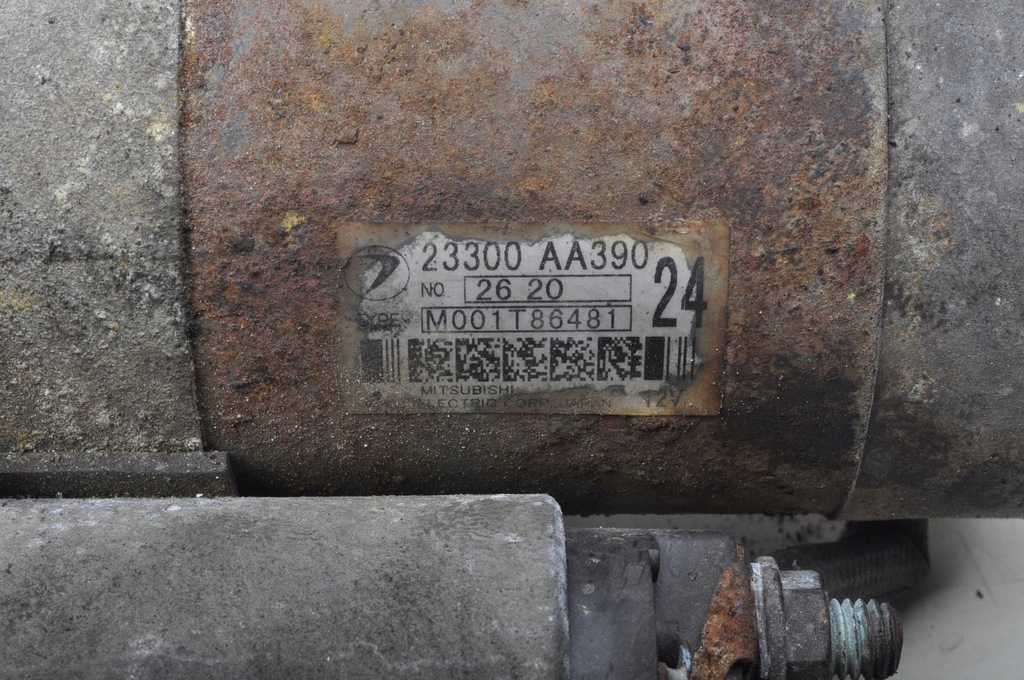 23300 AA390
24
NO 26 20
TYPE M001T86481
MITSUBISHI
ELECTRIC CORP. JAPAN 12V